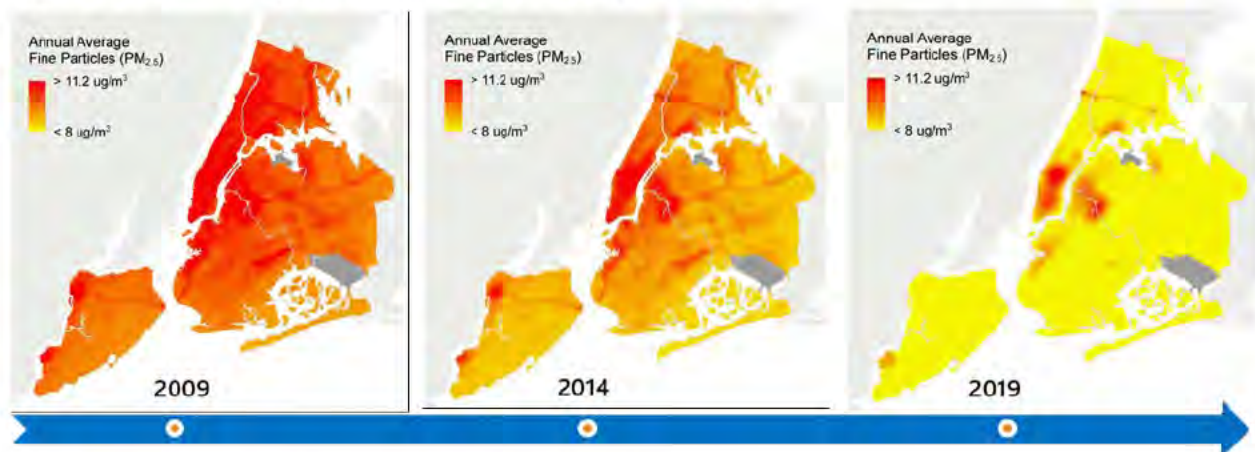 Annual Average
Fine Particles (PM2.5)
> 11.2 ug/m³
< 8 ug/m³
2009
Annual Average
Fine Particles (PM2.5)
> 11.2 ug/m³
< 8 ug/m³
2014
Annual Average
Fine Particles (PM2.5)
> 11.2 ug/m³
< 8 ug/m³
2019